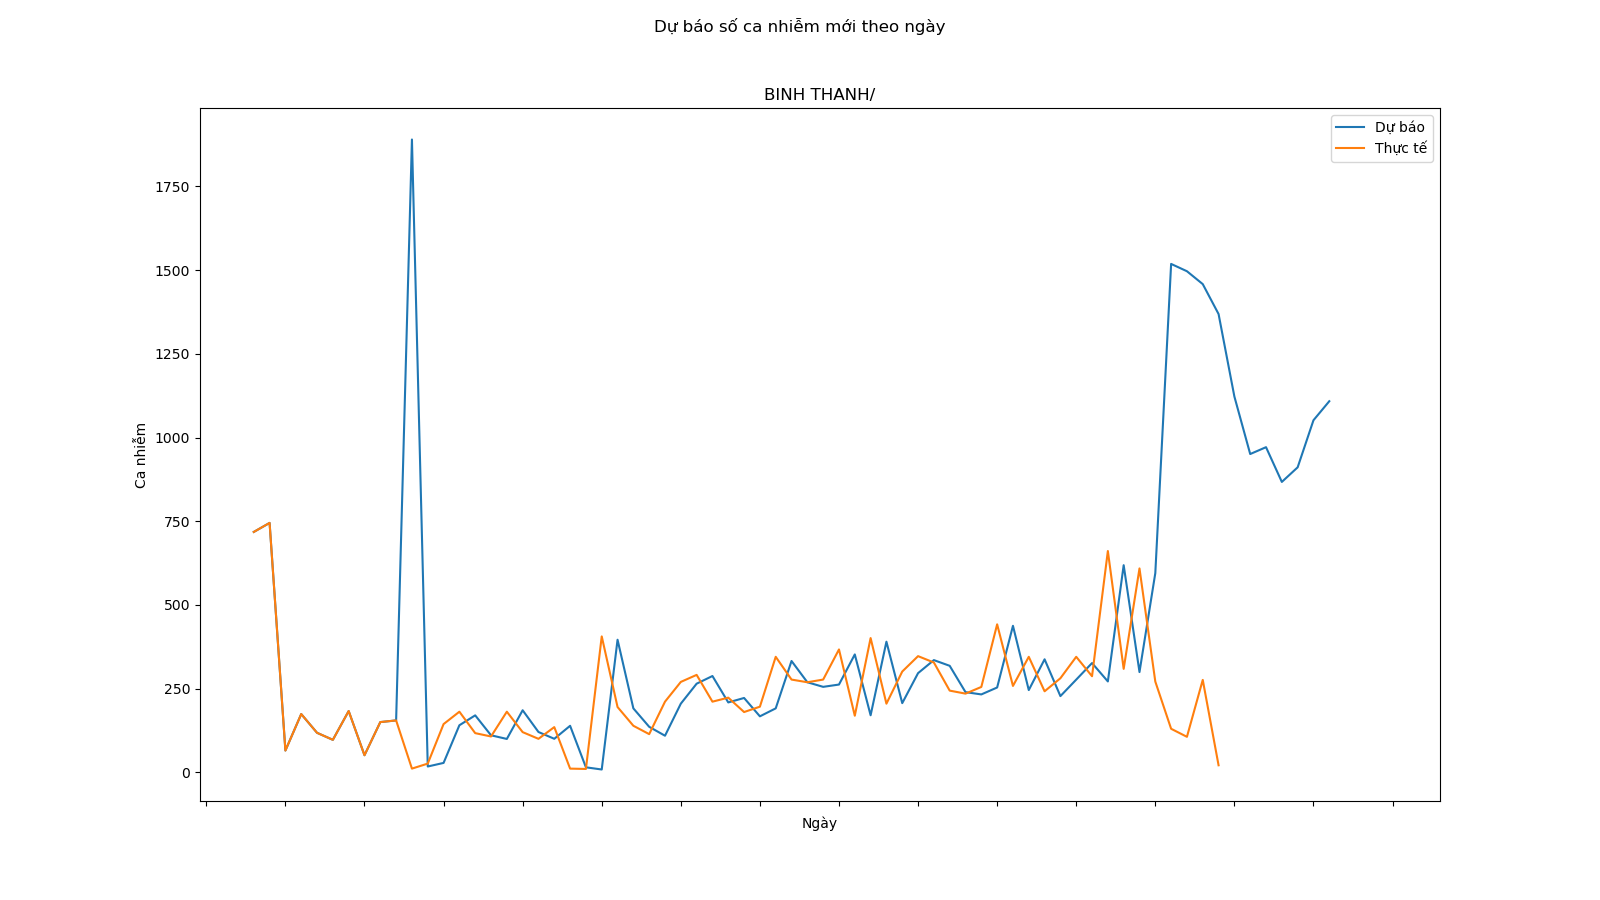 Dự báo số ca nhiễm mới theo ngày
BINH THANH/
Dự báo
Thực tế
1750
1500
1250
1000
750
500
250
0
Ca nhiễm
Ngày